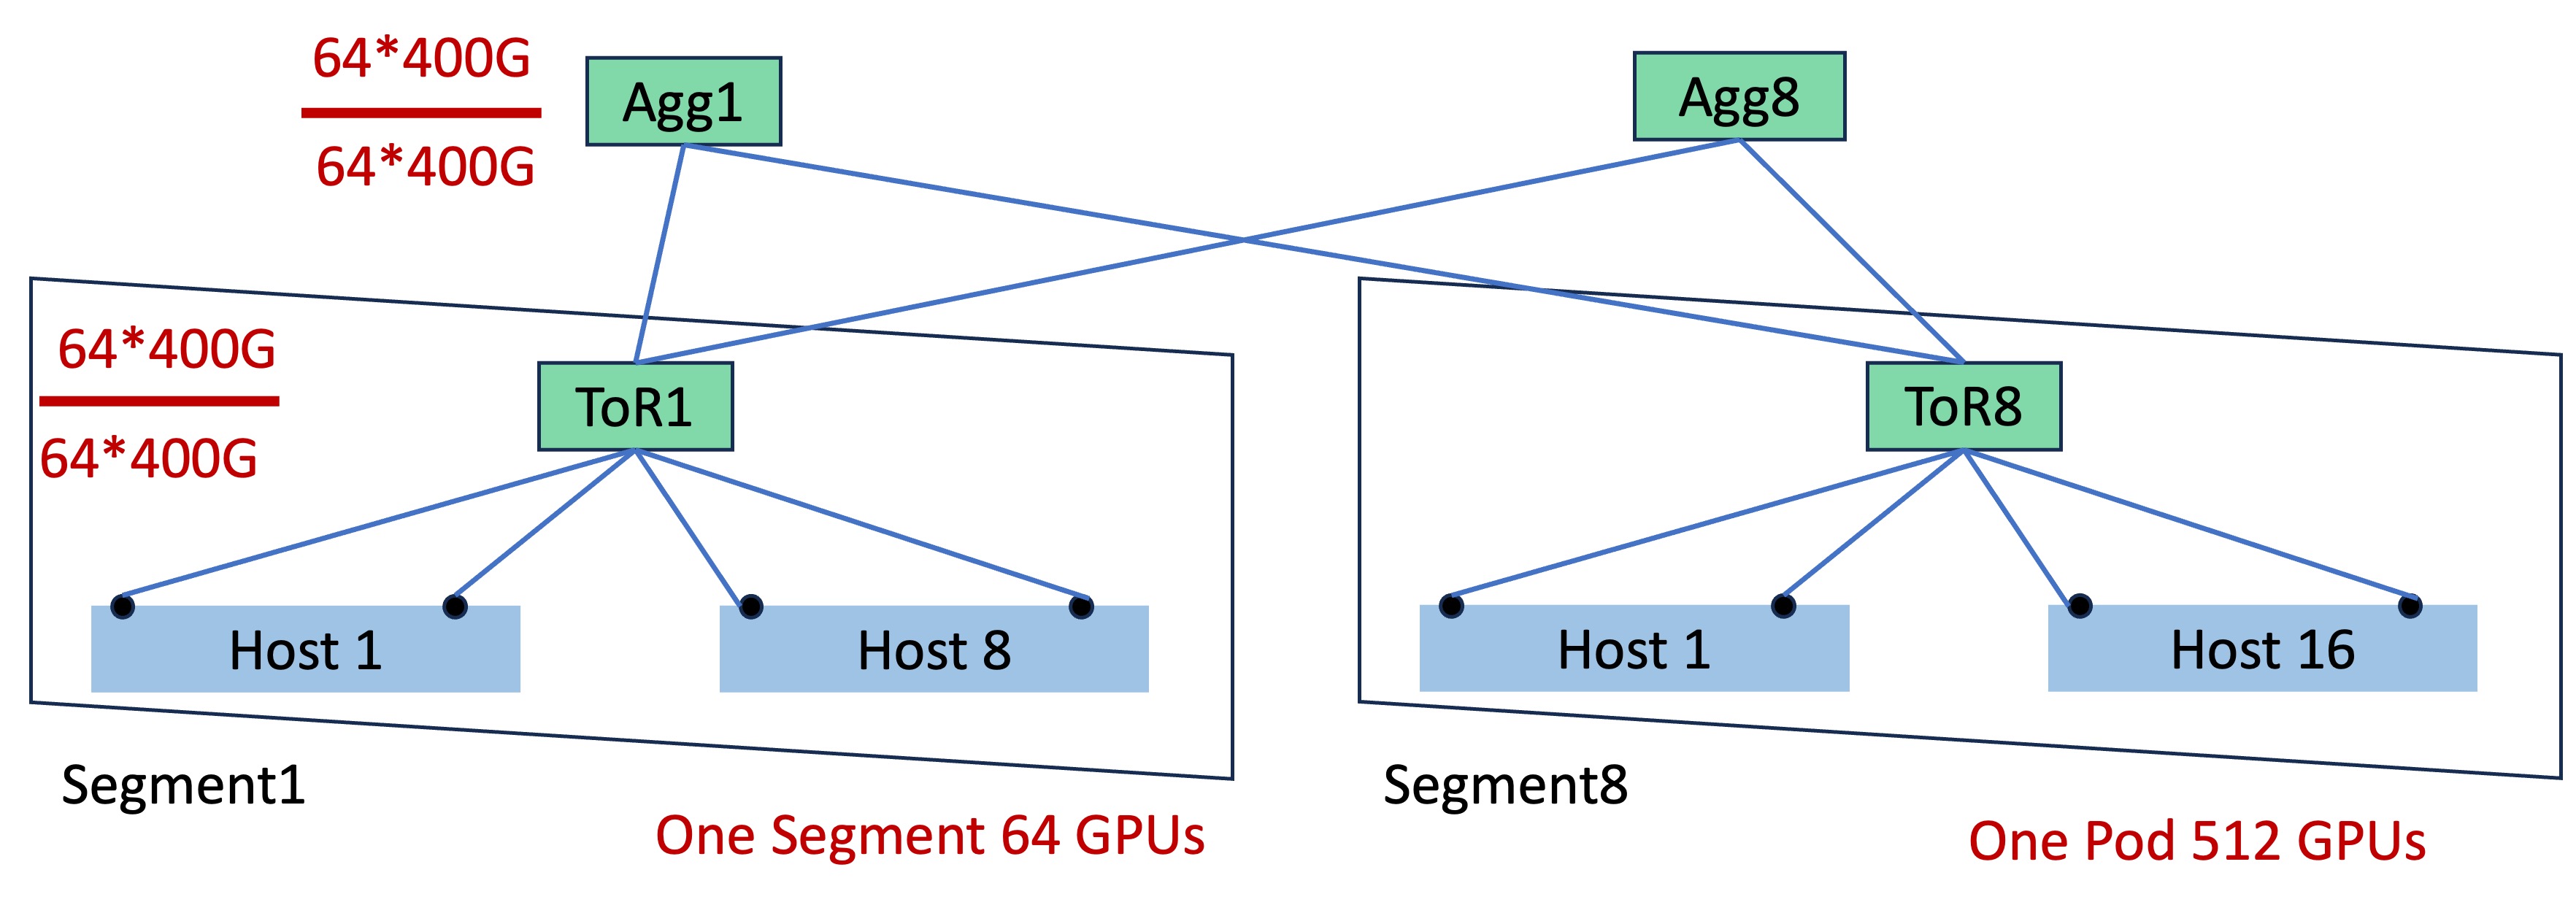 64*400G
64*400G
Agg1
Agg8
64*400G
64*400G
ToR1
ToR8
Host 1
Host 8
Host 1
Host 16
Segment1
Segment8
One Segment 64 GPUs
One Pod 512 GPUs